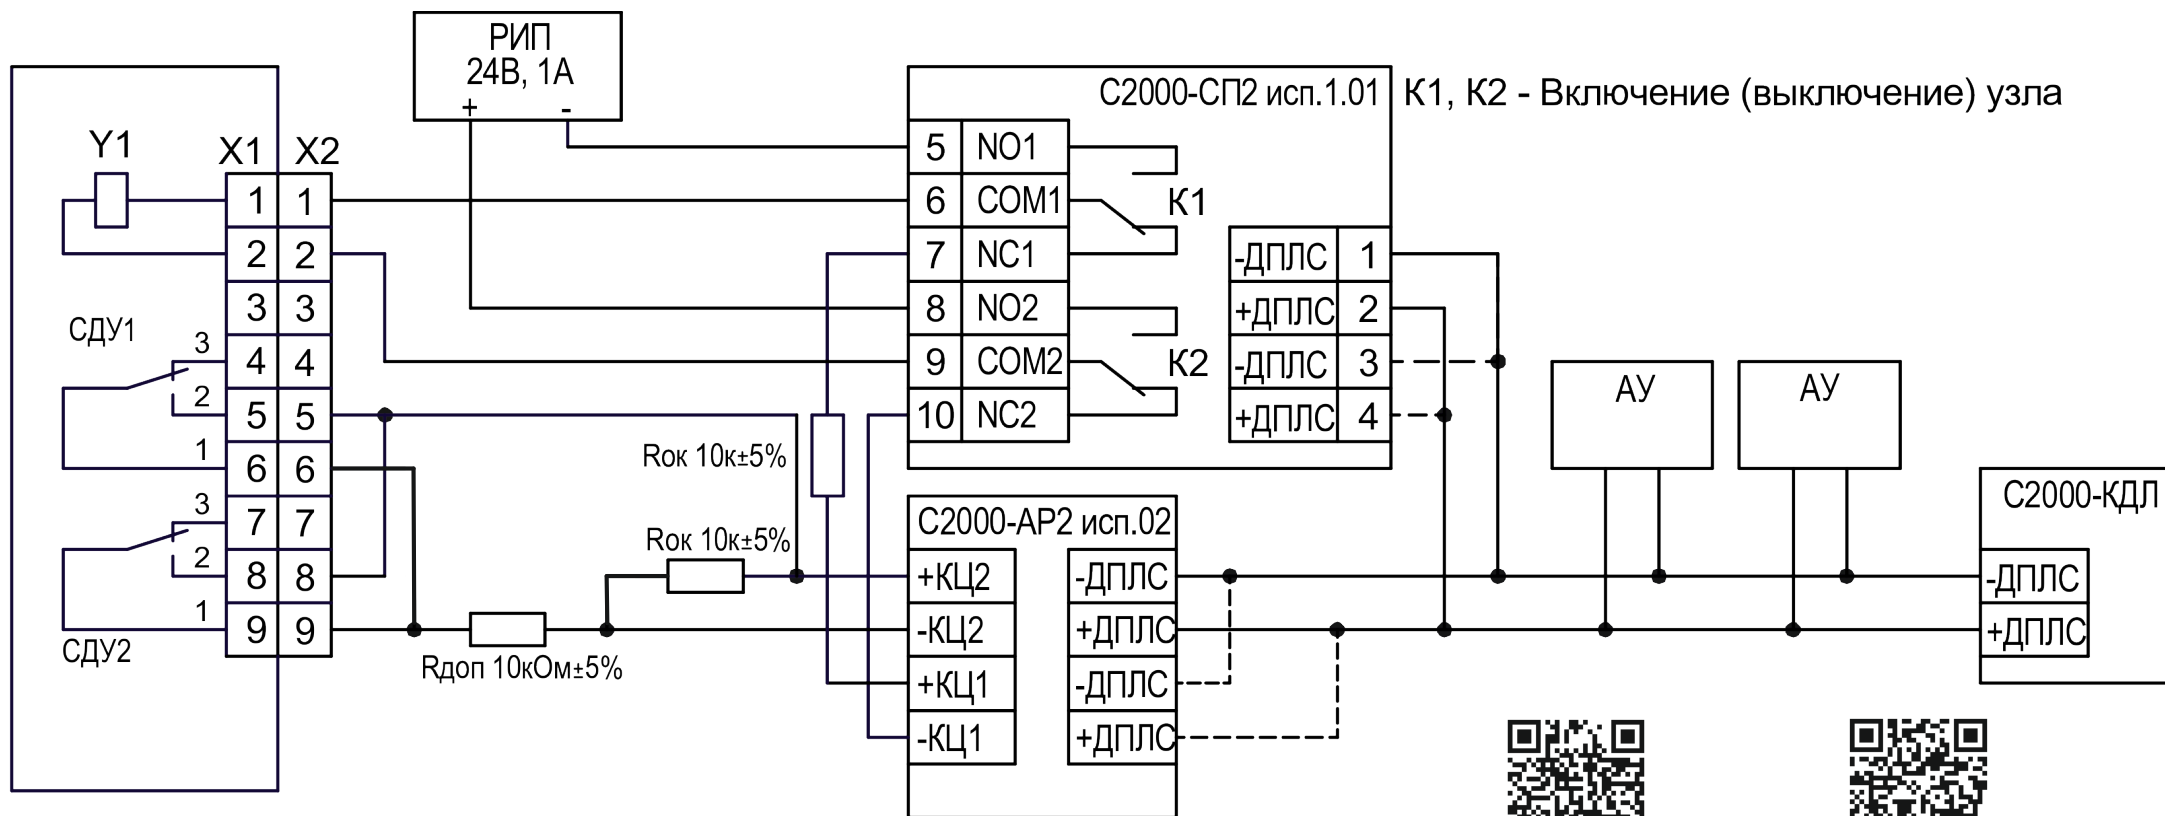 РИП
24В, 1А
+ -
С2000-СП2 исп.1.01
К1, К2 - Включение (выключение) узла
Y1
X1 X2
1 1
2 2
3 3
4 4
5 5
6 6
7 7
8 8
9 9
СДУ1
3
2
1
3
2
1
СДУ2
5 NO1
6 COM1
7 NC1
8 NO2
9 COM2
10 NC2
К1
К2
-ДПЛС 1
+ДПЛС 2
-ДПЛС 3
+ДПЛС 4
АУ
АУ
Rок 10к±5%
Rок 10к±5%
Rдоп 10кОм±5%
С2000-АР2 исп.02
+КЦ2 -ДПЛС
-КЦ2 +ДПЛС
+КЦ1 -ДПЛС
-КЦ1 +ДПЛС
С2000-КДЛ
-ДПЛС
+ДПЛС